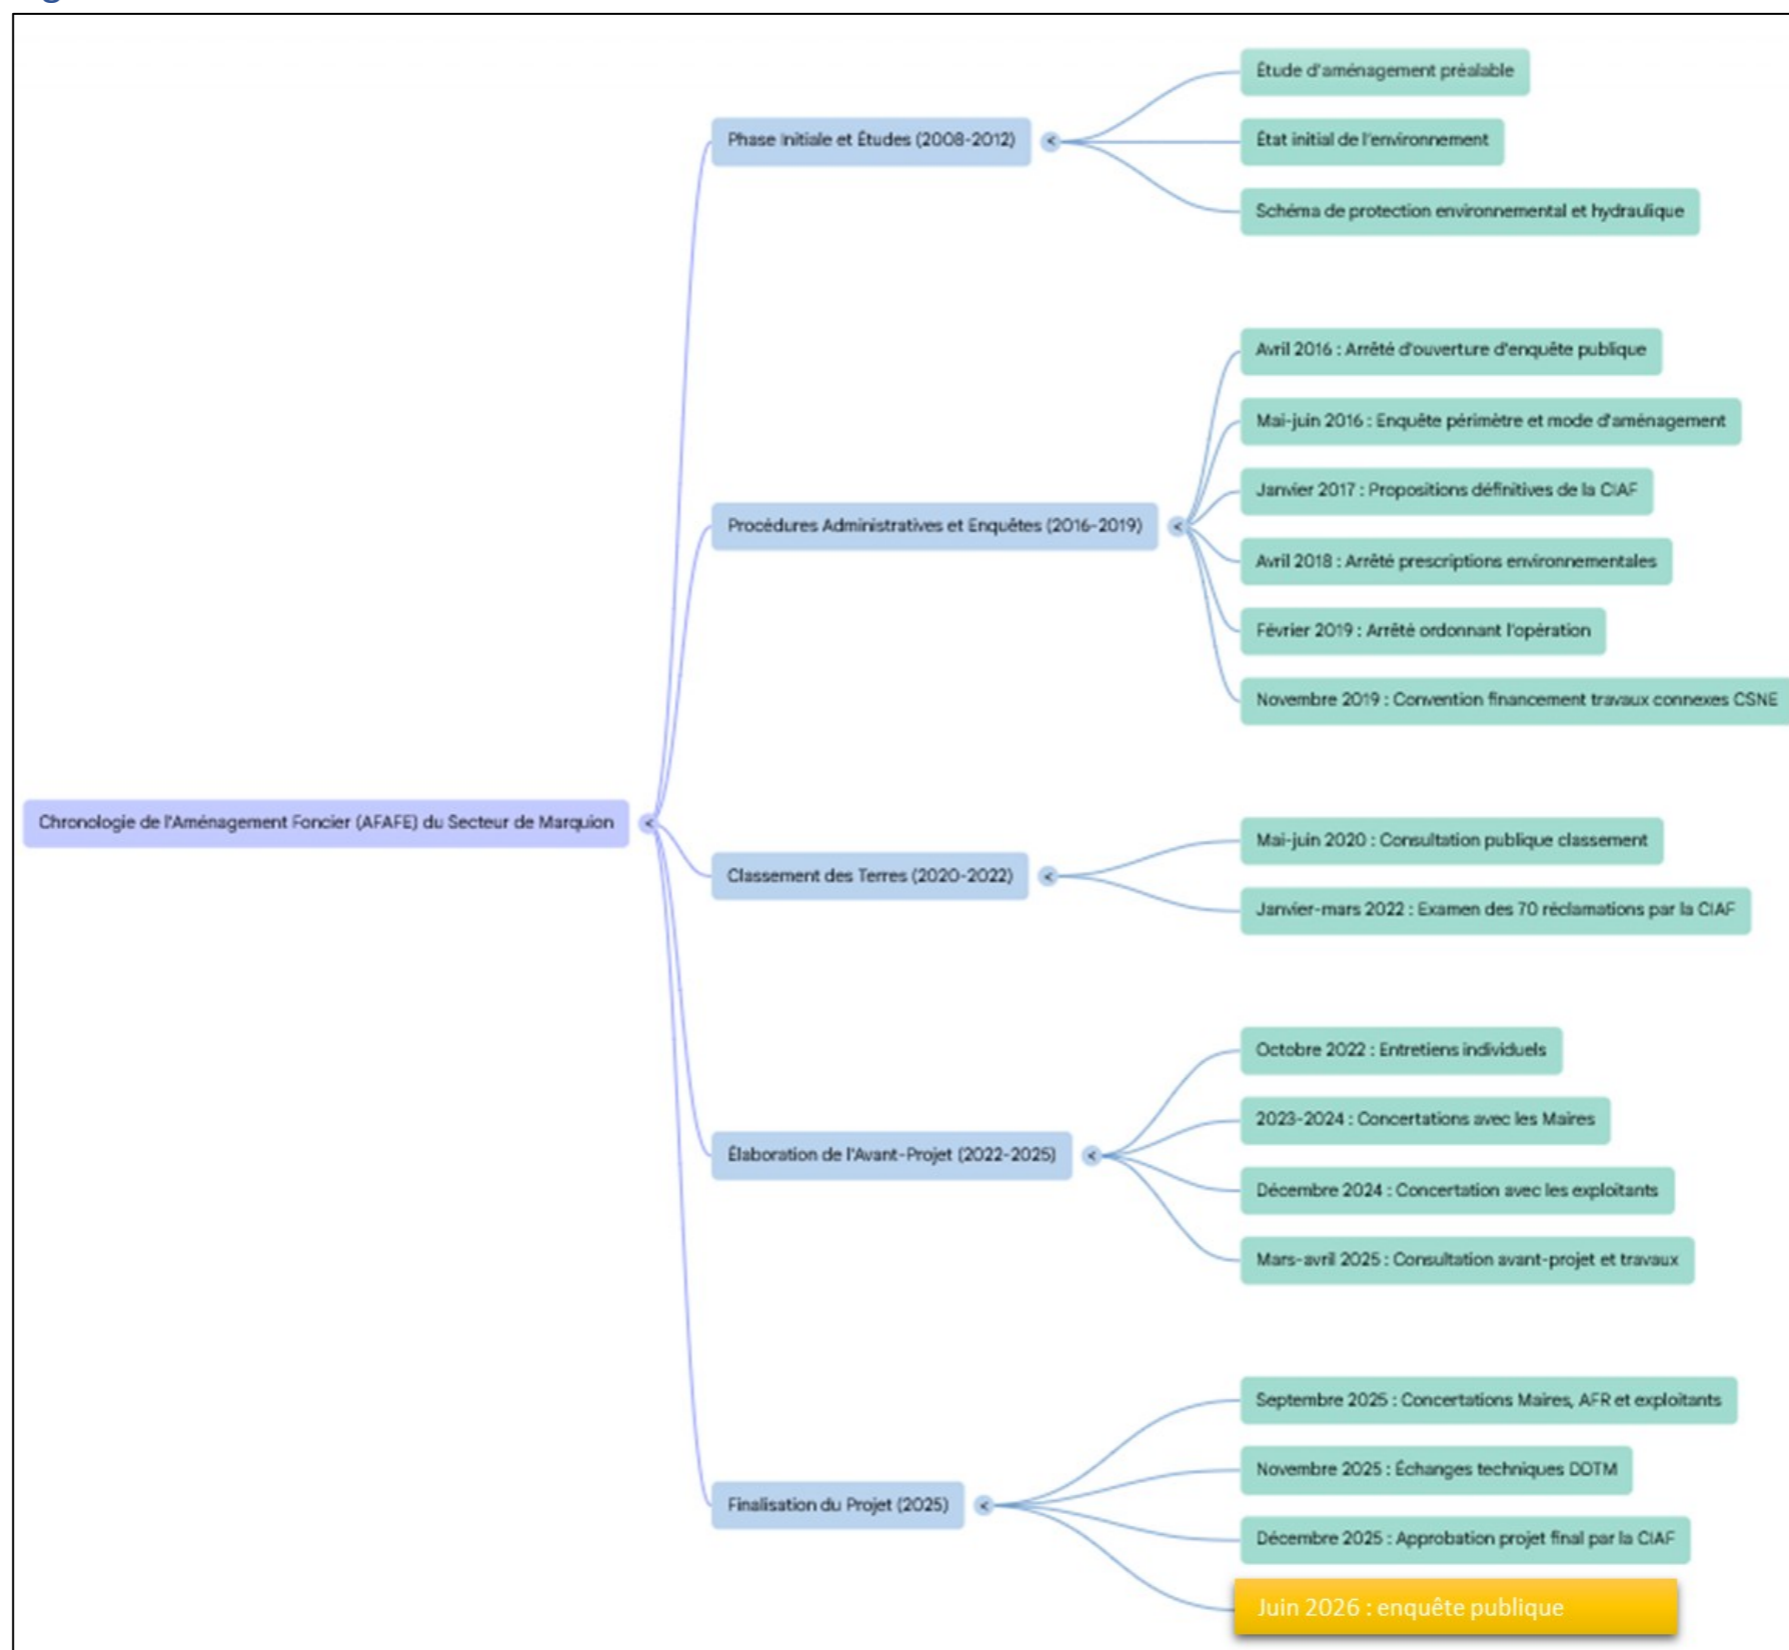 Étude d'aménagement préalable
Phase Initiale et Études (2008-2012)
État initial de l'environnement
Schéma de protection environnemental et hydraulique
Avril 2016 : Arrêté d'ouverture d'enquête publique
Mai-juin 2016 : Enquête périmètre et mode d'aménagement
Janvier 2017 : Propositions définitives de la CIAF
Procédures Administratives et Enquêtes (2016-2019)
Avril 2018 : Arrêté prescriptions environnementales
Février 2019 : Arrêté ordonnant l'opération
Novembre 2019 : Convention financement travaux connexes CSNE
Chronologie de l'Aménagement Foncier (AFAFE) du Secteur de Marquion
Mai-juin 2020 : Consultation publique classement
Classement des Terres (2020-2022)
Janvier-mars 2022 : Examen des 70 réclamations par la CIAF
Octobre 2022 : Entretiens individuels
2023-2024 : Concertations avec les Maires
Élaboration de l'Avant-Projet (2022-2025)
Décembre 2024 : Concertation avec les exploitants
Mars-avril 2025 : Consultation avant-projet et travaux
Septembre 2025 : Concertations Maires, AFR et exploitants
Novembre 2025 : Échanges techniques DDTM
Finalisation du Projet (2025)
Décembre 2025 : Approbation projet final par la CIAF
Juin 2026 : enquête publique